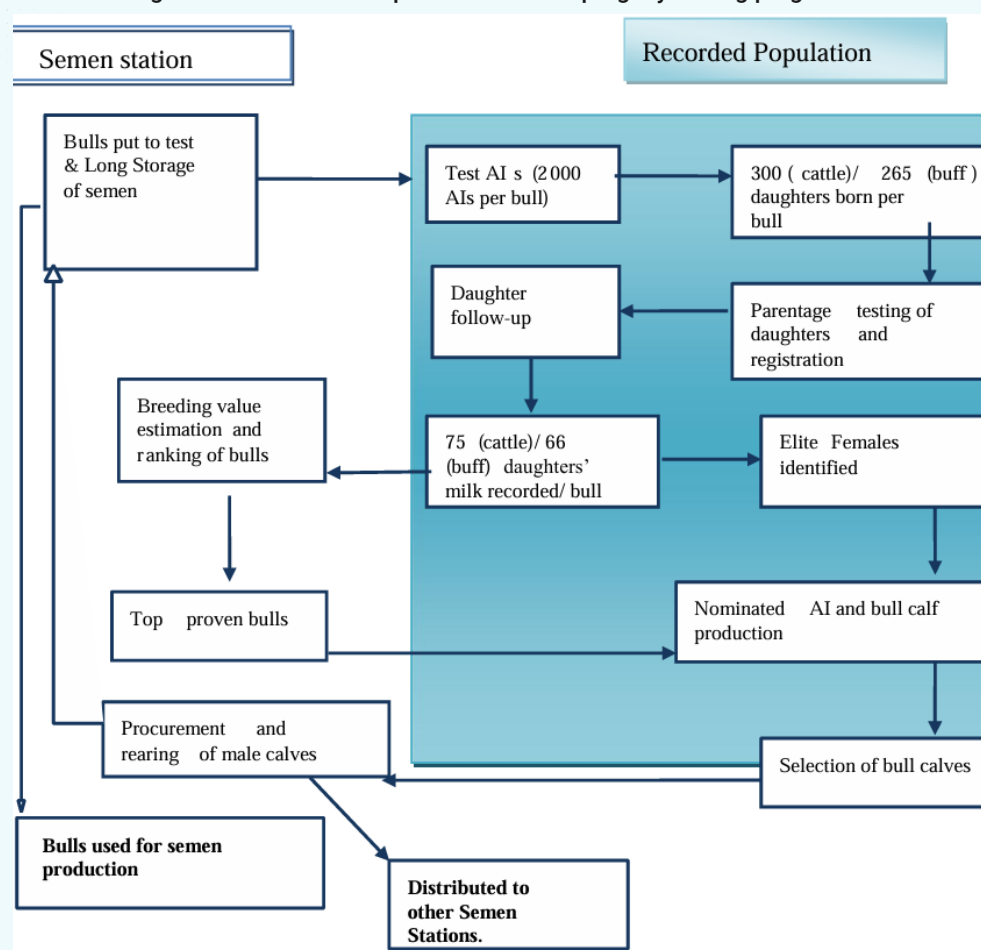 Semen station
Recorded Population
Bulls put to test
& Long Storage
of semen
Test AI s (2000
AIs per bull)
300 ( cattle)/ 265 (buff )
daughters born per
bull
Daughter
follow-up
Parentage testing of
daughters and
registration
Breeding value
estimation and
ranking of bulls
75 (cattle)/ 66
(buff) daughters’
milk recorded/ bull
Elite Females
identified
Top proven bulls
Nominated AI and bull calf
production
Procurement and
rearing of male calves
Selection of bull calves
Bulls used for semen
production
Distributed to
other Semen
Stations.